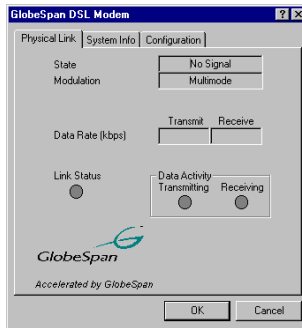 GlobeSpan DSL Modem
Physical Link System Info Configuration
State No Signal
Modulation Multimode
Transmit Receive
Data Rate (kbps)
Link Status Data Activity
Transmitting Receiving
GlobeSpan
Accelerated by GlobeSpan
OK Cancel